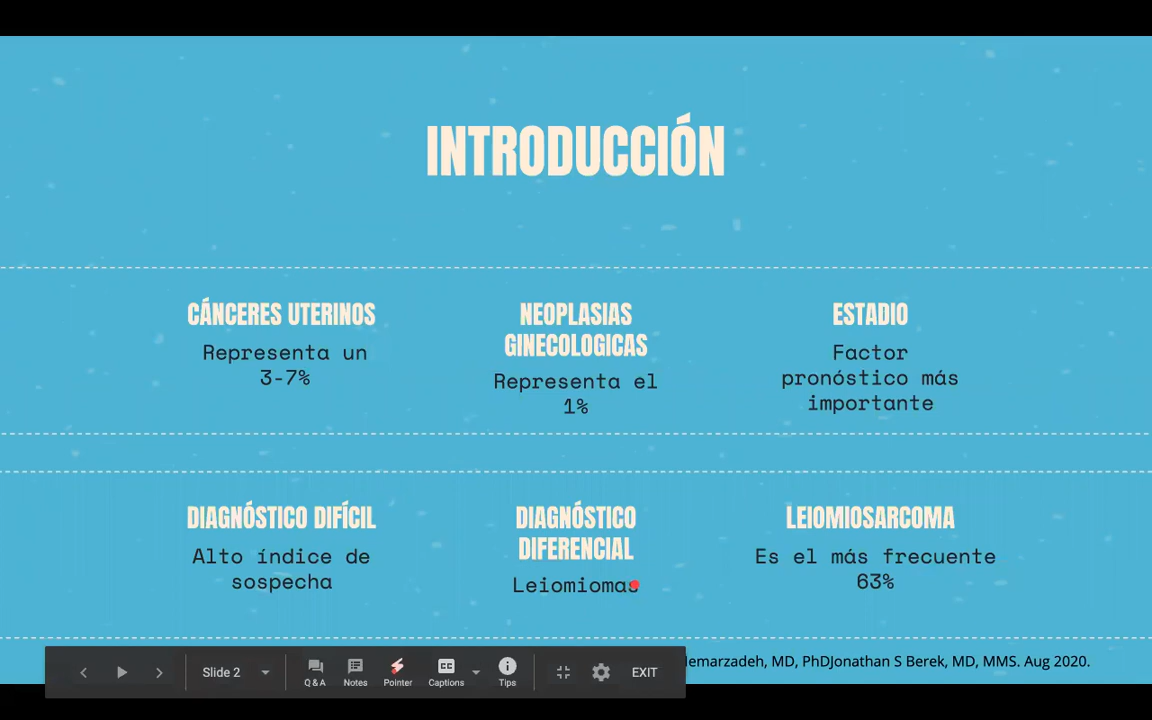 INTRODUCCIÓN
CÁNCERES UTERINOS
Representa un
3-7%
NEOPLASIAS
GINECOLOGICAS
Representa el
1%
ESTADIO
Factor
pronóstico más
importante
DIAGNÓSTICO DIFÍCIL
Alto índice de
sospecha
DIAGNÓSTICO
DIFERENCIAL
Leiomiomas
LEIOMIOSARCOMA
Es el más frecuente
63%
MD, PhDJonathan S Berek, MD, MMS. Aug 2020.
Slide 2
Q & A
Notes
Pointer
CC
Captions
Tips
EXIT